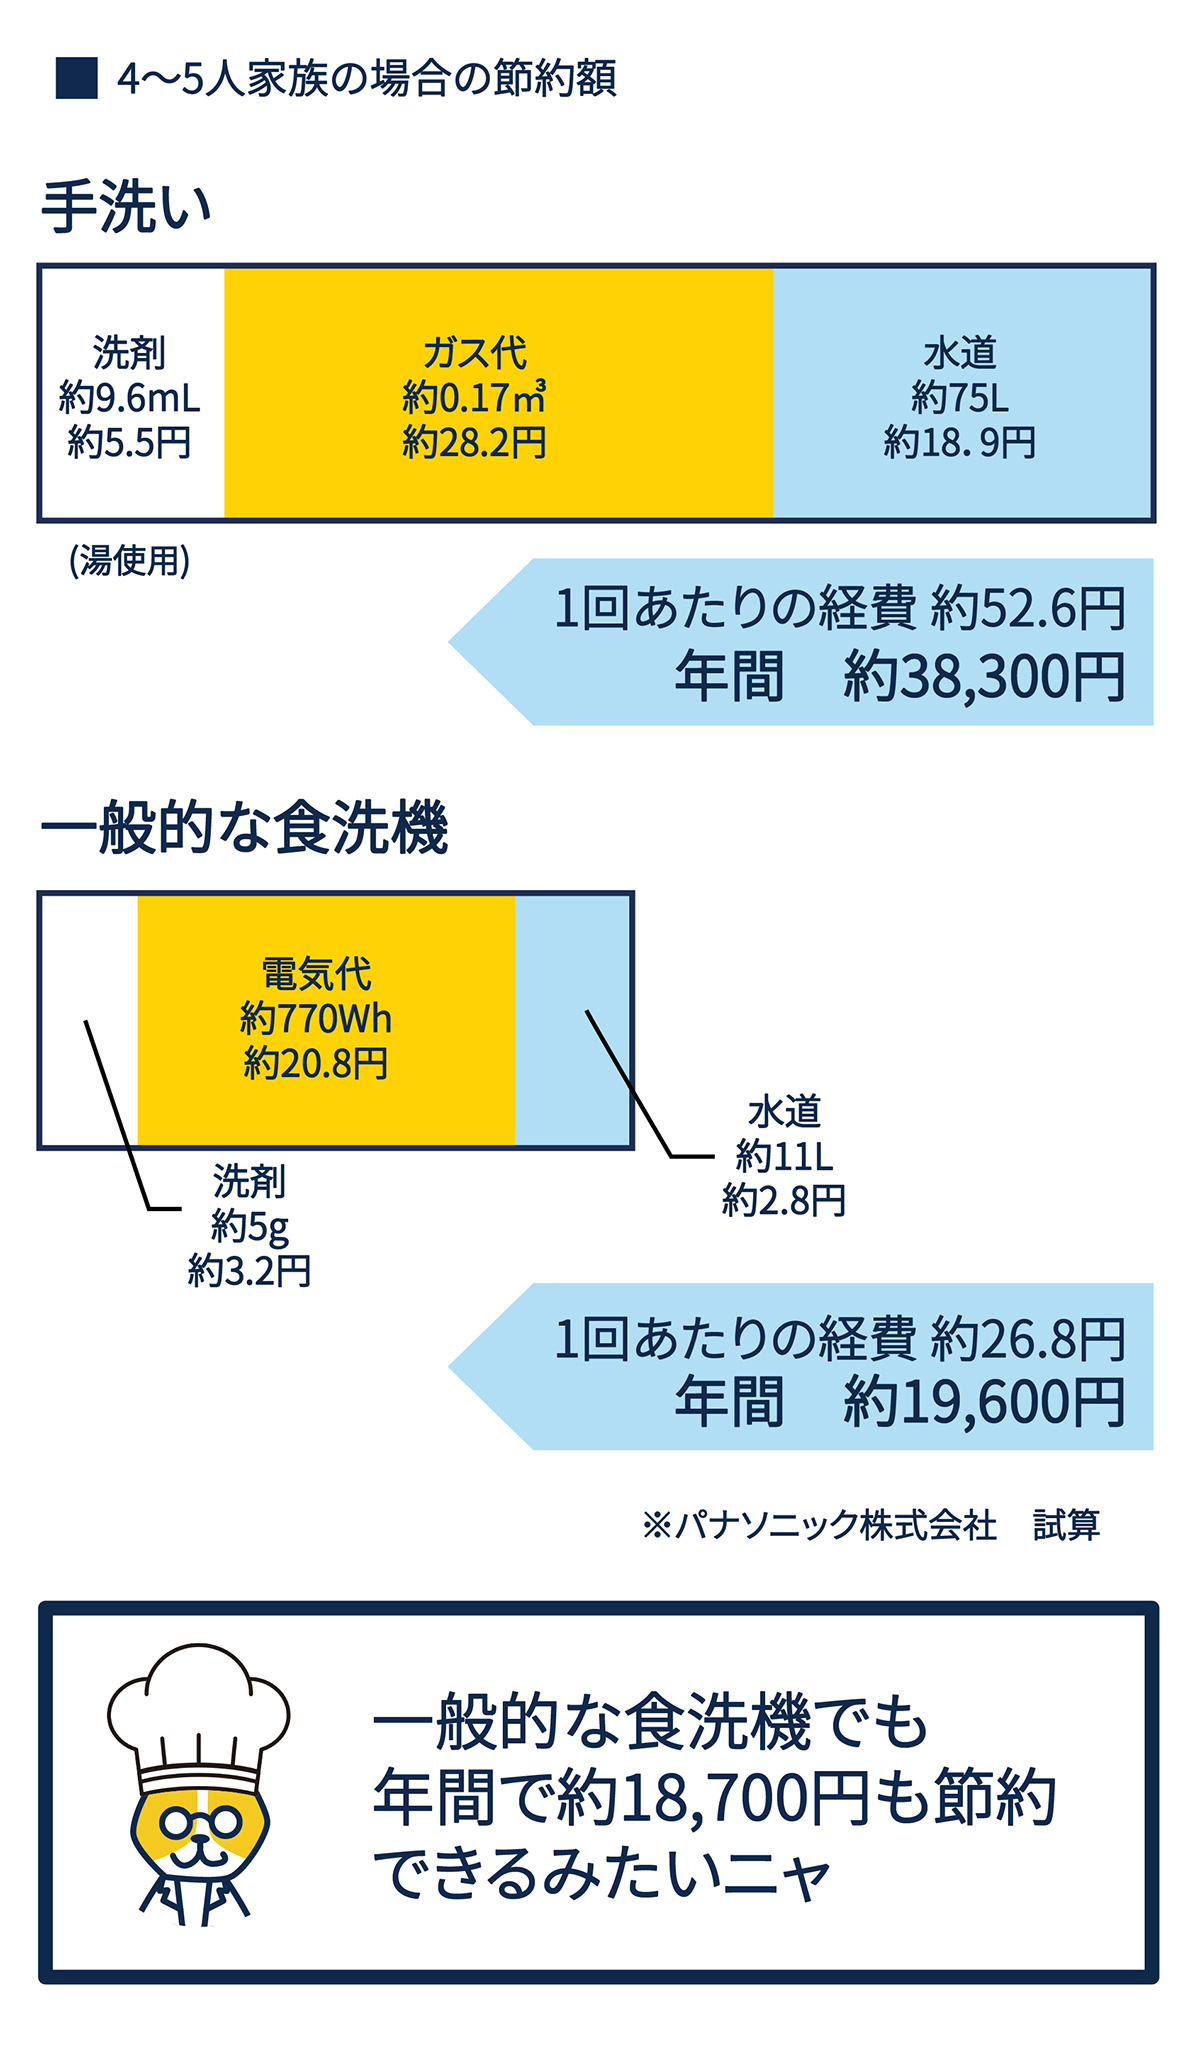 ■ 4〜5人家族の場合の節約額
手洗い
洗剤
約9.6mL
約5.5円
ガス代
約0.17㎥
約28.2円
水道
約75L
約18.9円
(湯使用)
1回あたりの経費 約52.6円
年間　約38,300円
一般的な食洗機
電気代
約770Wh
約20.8円
水道
約11L
約2.8円
洗剤
約5g
約3.2円
1回あたりの経費 約26.8円
年間　約19,600円
※パナソニック株式会社　試算
一般的な食洗機でも
年間で約18,700円も節約
できるみたいニャ